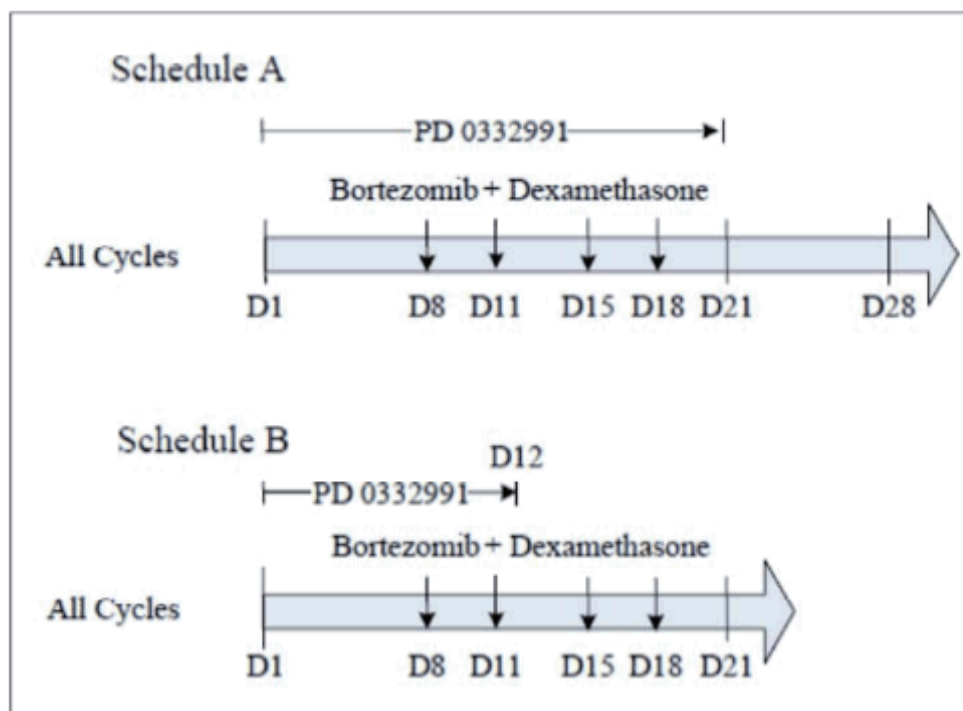 Schedule A
PD 0332991
Bortezomib + Dexamethasone
All Cycles
D1 D8 D11 D15 D18 D21 D28
Schedule B
D12
PD 0332991
Bortezomib + Dexamethasone
All Cycles
D1 D8 D11 D15 D18 D21